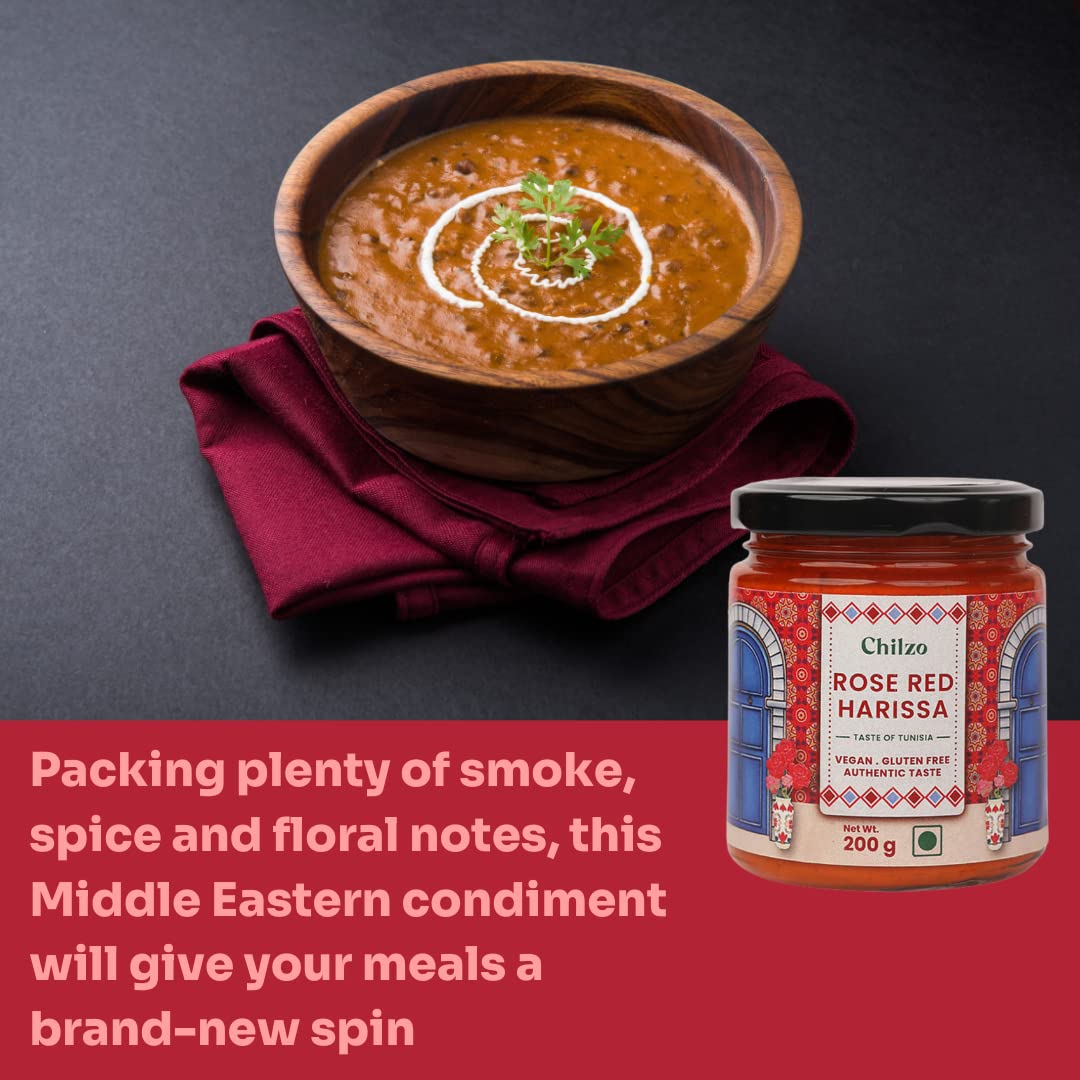 Chilzo
ROSE RED
HARISSA
TASTE OF TUNISIA
VEGAN . GLUTEN FREE
AUTHENTIC TASTE
Net Wt.
200 g
Packing plenty of smoke,
spice and floral notes, this
Middle Eastern condiment
will give your meals a
brand-new spin